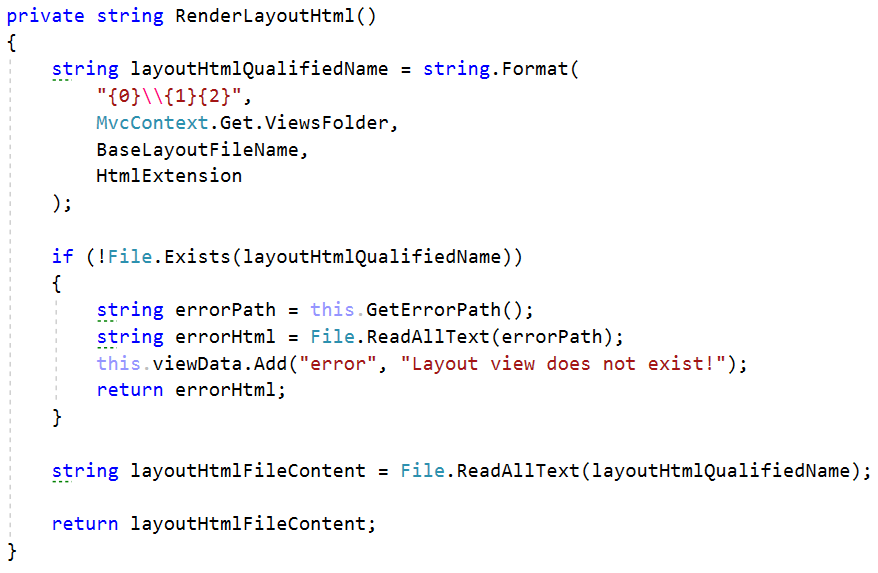 private string RenderLayoutHtml()
{
    string layoutHtmlQualifiedName = string.Format(
        "{0}\\{1}{2}",
        MvcContext.Get.ViewsFolder,
        BaseLayoutFileName,
        HtmlExtension
    );

    if (!File.Exists(layoutHtmlQualifiedName))
    {
        string errorPath = this.GetErrorPath();
        string errorHtml = File.ReadAllText(errorPath);
        this.viewData.Add("error", "Layout view does not exist!");
        return errorHtml;
    }

    string layoutHtmlFileContent = File.ReadAllText(layoutHtmlQualifiedName);

    return layoutHtmlFileContent;
}